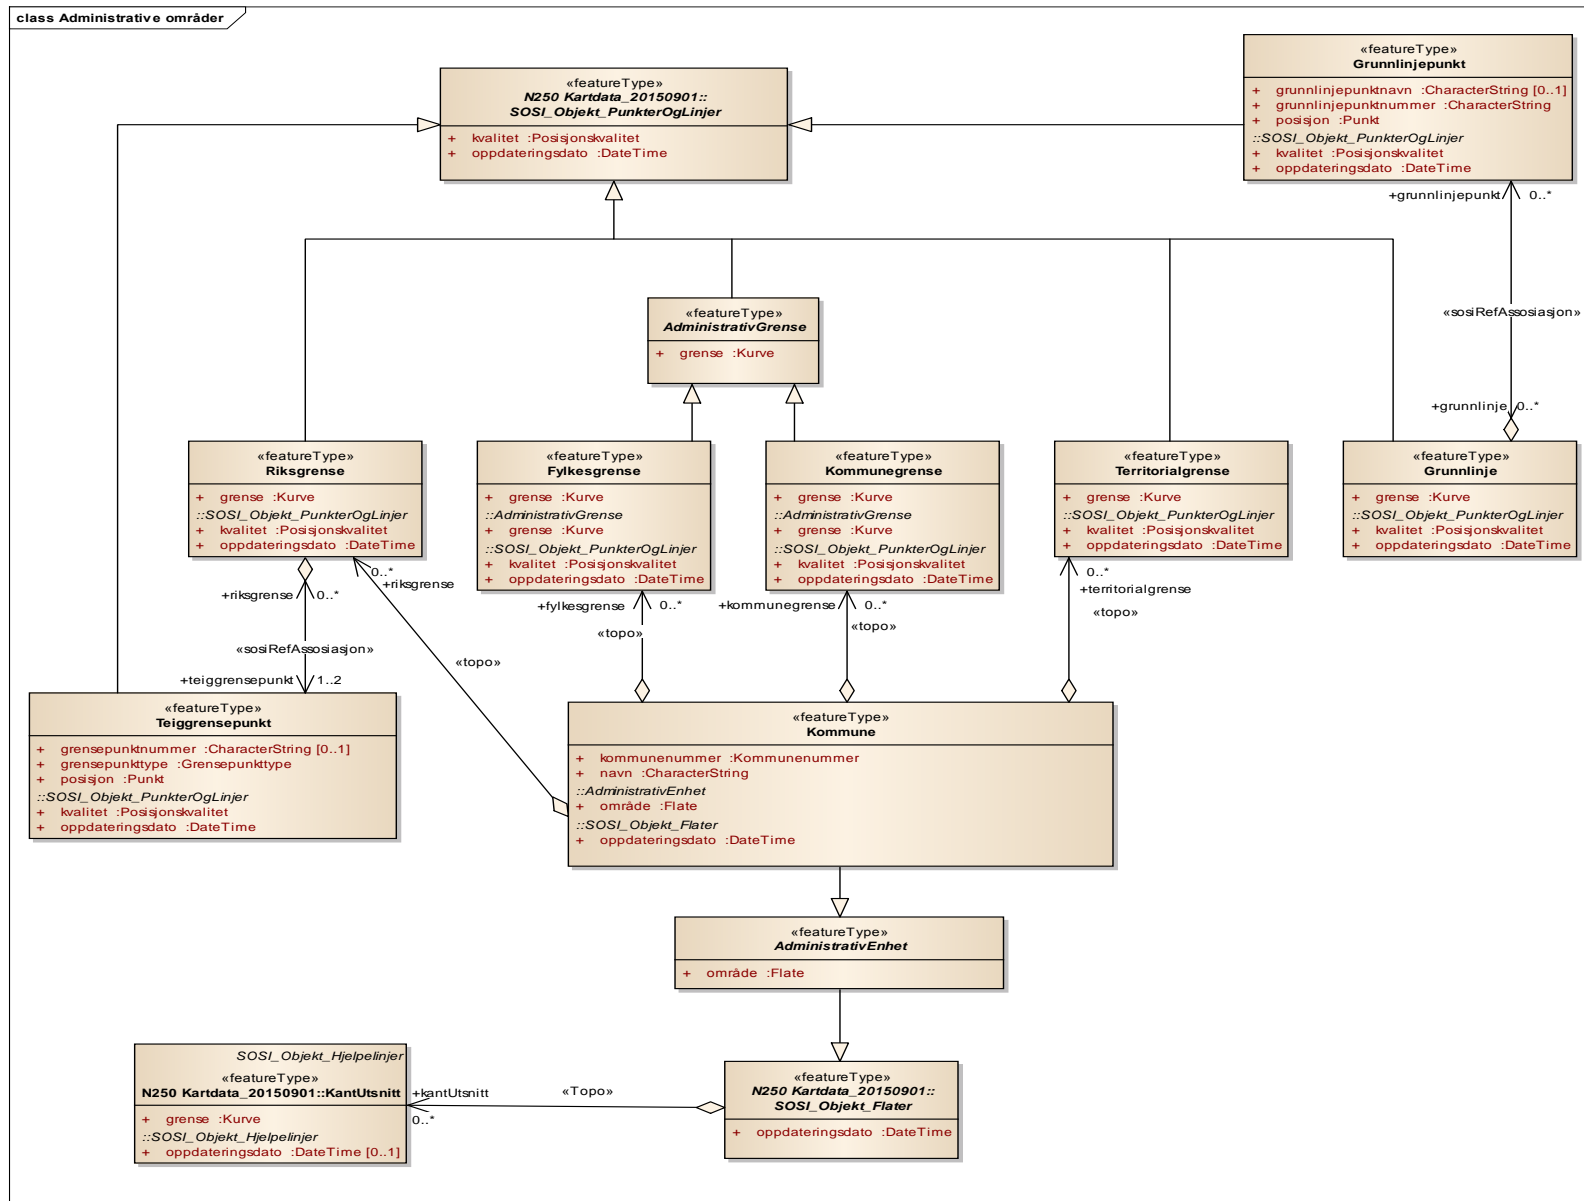 class Administrative områder
«featureType»
N250 Kartdata_20150901::
SOSI_Objekt_PunkterOgLinjer
+ kvalitet :Posisjonskvalitet
+ oppdateringsdato :DateTime
«featureType»
Grunnlinjepunkt
+ grunnlinjepunktnavn :CharacterString [0..1]
+ grunnlinjepunktnummer :CharacterString
+ posisjon :Punkt
::SOSI_Objekt_PunkterOgLinjer
+ kvalitet :Posisjonskvalitet
+ oppdateringsdato :DateTime
+grunnlinjepunkt 0..*
«sosiRefAssosiasjon»
+grunnlinje 0..*
«featureType»
AdministrativGrense
+ grense :Kurve
«featureType»
Riksgrense
+ grense :Kurve
::SOSI_Objekt_PunkterOgLinjer
+ kvalitet :Posisjonskvalitet
+ oppdateringsdato :DateTime
«featureType»
Fylkesgrense
+ grense :Kurve
::AdministrativGrense
+ grense :Kurve
::SOSI_Objekt_PunkterOgLinjer
+ kvalitet :Posisjonskvalitet
+ oppdateringsdato :DateTime
«featureType»
Kommunegrense
+ grense :Kurve
::AdministrativGrense
+ grense :Kurve
::SOSI_Objekt_PunkterOgLinjer
+ kvalitet :Posisjonskvalitet
+ oppdateringsdato :DateTime
«featureType»
Territorialgrense
+ grense :Kurve
::SOSI_Objekt_PunkterOgLinjer
+ kvalitet :Posisjonskvalitet
+ oppdateringsdato :DateTime
«featureType»
Grunnlinje
+ grense :Kurve
::SOSI_Objekt_PunkterOgLinjer
+ kvalitet :Posisjonskvalitet
+ oppdateringsdato :DateTime
0..*
+riksgrense
+riksgrense 0..*
«sosiRefAssosiasjon»
+teiggrensepunkt 1..2
«topo»
+fylkesgrense 0..*
«topo»
+kommunegrense 0..*
«topo»
0..*
+territorialgrense
«topo»
«featureType»
Teiggrensepunkt
+ grensepunktnummer :CharacterString [0..1]
+ grensepunkttype :Grensepunkttype
+ posisjon :Punkt
::SOSI_Objekt_PunkterOgLinjer
+ kvalitet :Posisjonskvalitet
+ oppdateringsdato :DateTime
«featureType»
Kommune
+ kommunenummer :Kommunenummer
+ navn :CharacterString
::AdministrativEnhet
+ område :Flate
::SOSI_Objekt_Flater
+ oppdateringsdato :DateTime
«featureType»
AdministrativEnhet
+ område :Flate
SOSI_Objekt_Hjelpelinjer
«featureType»
N250 Kartdata_20150901::KantUtsnitt
+ grense :Kurve
::SOSI_Objekt_Hjelpelinjer
+ oppdateringsdato :DateTime [0..1]
+kantUtsnitt
0..*
«Topo»
«featureType»
N250 Kartdata_20150901::
SOSI_Objekt_Flater
+ oppdateringsdato :DateTime